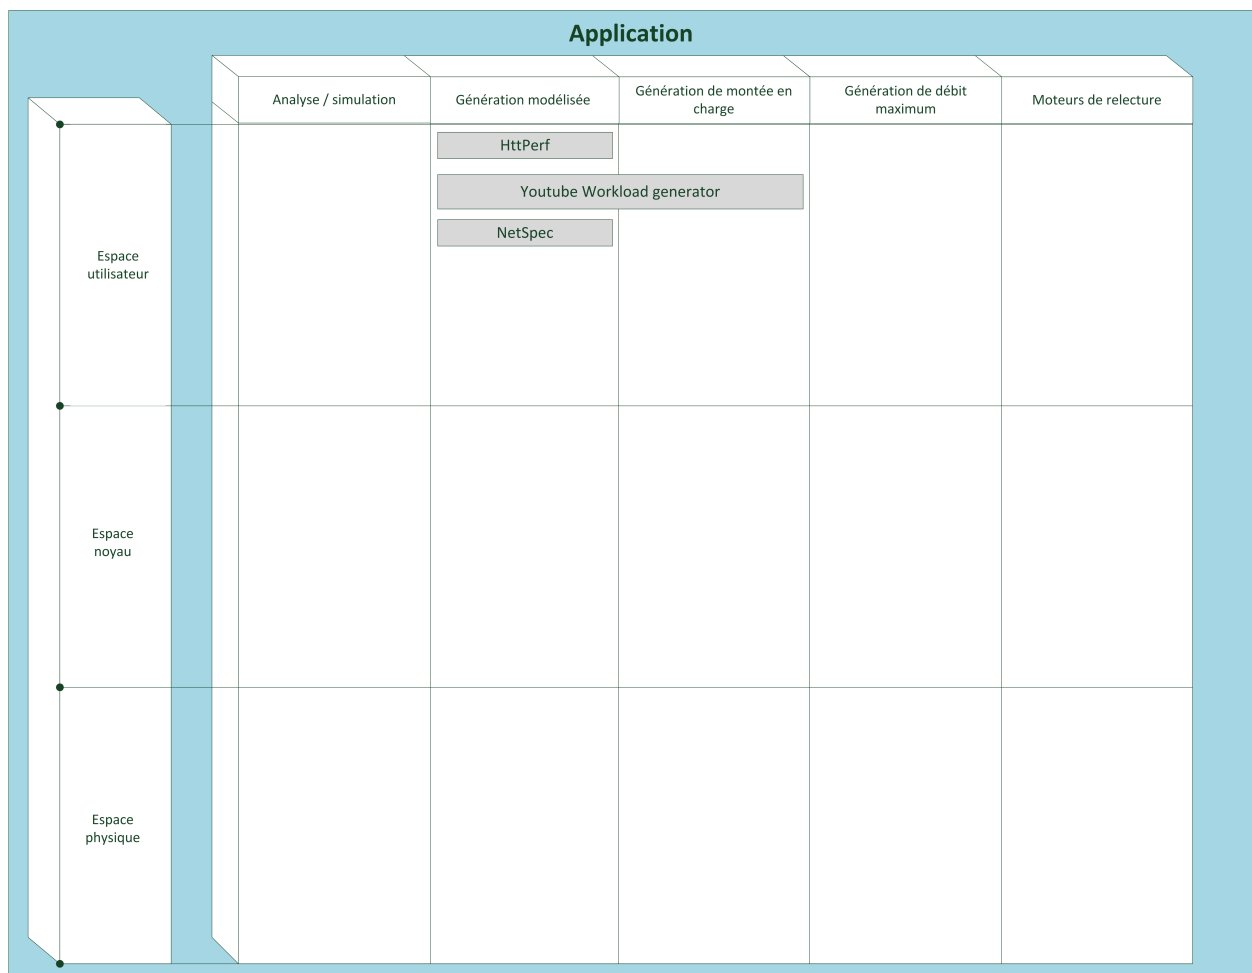 Application
Analyse / simulation
Génération modélisée
Génération de montée en
charge
Génération de débit
maximum
Moteurs de relecture
HttPerf
Youtube Workload generator
NetSpec
Espace
utilisateur
Espace
noyau
Espace
physique